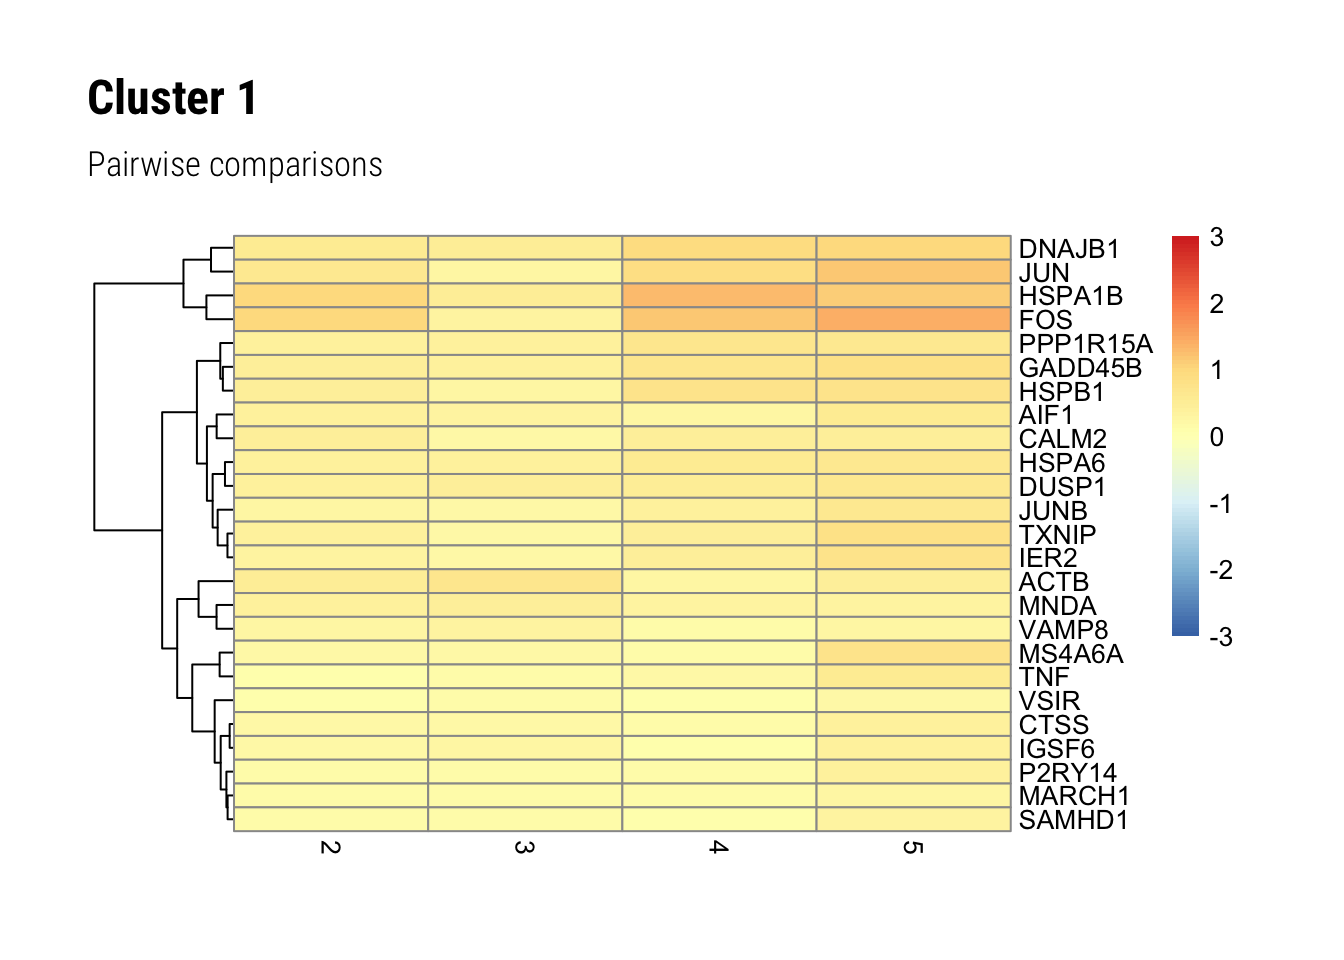 Cluster 1
Pairwise comparisons
DNAJB1
JUN
HSPA1B
FOS
PPP1R15A
GADD45B
HSPB1
AIF1
CALM2
HSPA6
DUSP1
JUNB
TXNIP
IER2
ACTB
MNDA
VAMP8
MS4A6A
TNF
VSIR
CTSS
IGSF6
P2RY14
MARCH1
SAMHD1
2
3
4
5
3
2
1
0
-1
-2
-3